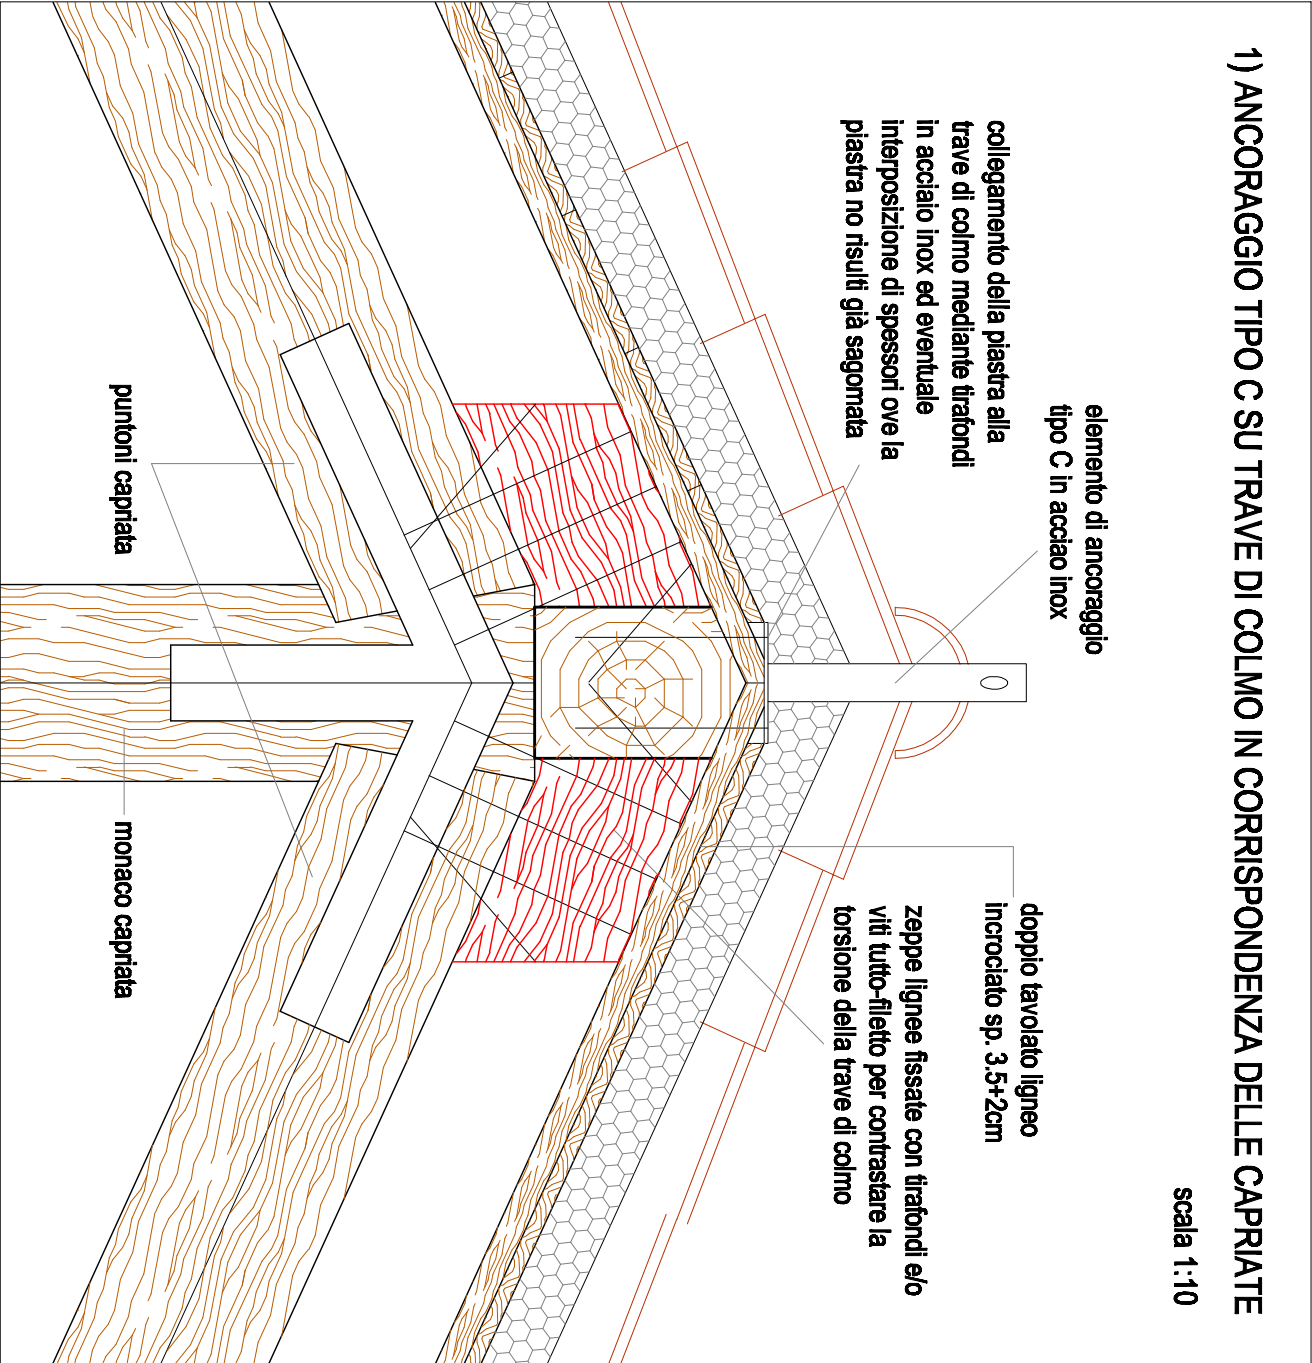 1) ANCORAGGIO TIPO C SU TRAVE DI COLMO IN CORRISPONDENZA DELLE CAPRIATE
scala 1:10
elemento di ancoraggio
tipo C in acciao inox
collegamento della piastra alla
trave di colmo mediante tirafondi
in acciaio inox ed eventuale
interposizione di spessori ove la
piastra no risulti già sagomata
doppio tavolato ligneo
incrociato sp. 3.5+2cm
zeppe lignee fissate con tirafondi e/o
viti tutto-filetto per contrastare la
torsione della trave di colmo
puntoni capriata
monaco capriata